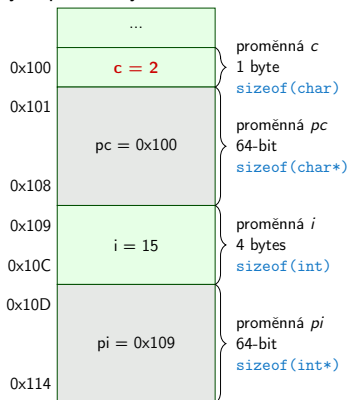 ...
0x100
c = 2
proměnná c
1 byte
sizeof(char)
0x101
pc = 0x100
0x108
proměnná pc
64-bit
sizeof(char*)
0x109
i = 15
0x10C
proměnná i
4 bytes
sizeof(int)
0x10D
pi = 0x109
0x114
proměnná pi
64-bit
sizeof(int*)